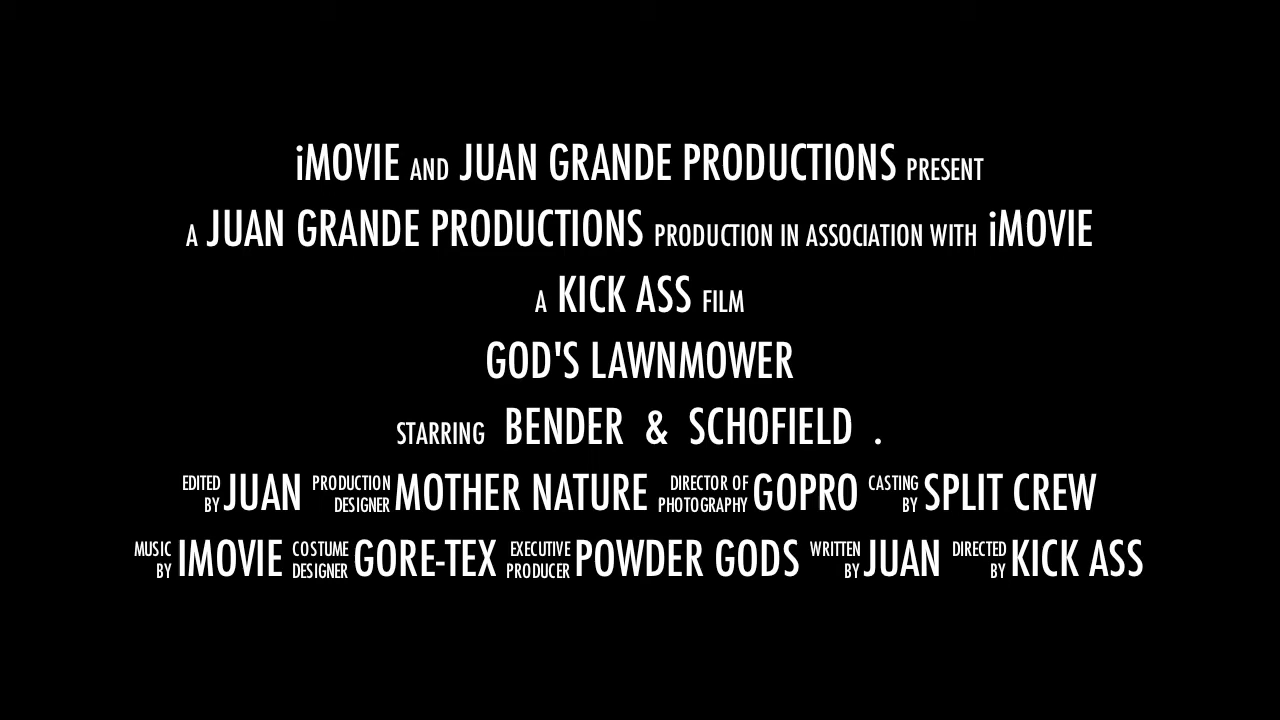 iMOVIE AND JUAN GRANDE PRODUCTIONS PRESENT
A JUAN GRANDE PRODUCTIONS PRODUCTION IN ASSOCIATION WITH iMOVIE
A KICK ASS FILM
GOD'S LAWNMOWER
STARRING BENDER & SCHOFIELD .
EDITED BY JUAN PRODUCTION DESIGNER MOTHER NATURE DIRECTOR OF PHOTOGRAPHY GOPRO CASTING BY SPLIT CREW
MUSIC BY IMOVIE COSTUME DESIGNER GORE-TEX EXECUTIVE PRODUCER POWDER GODS WRITTEN BY JUAN DIRECTED BY KICK ASS